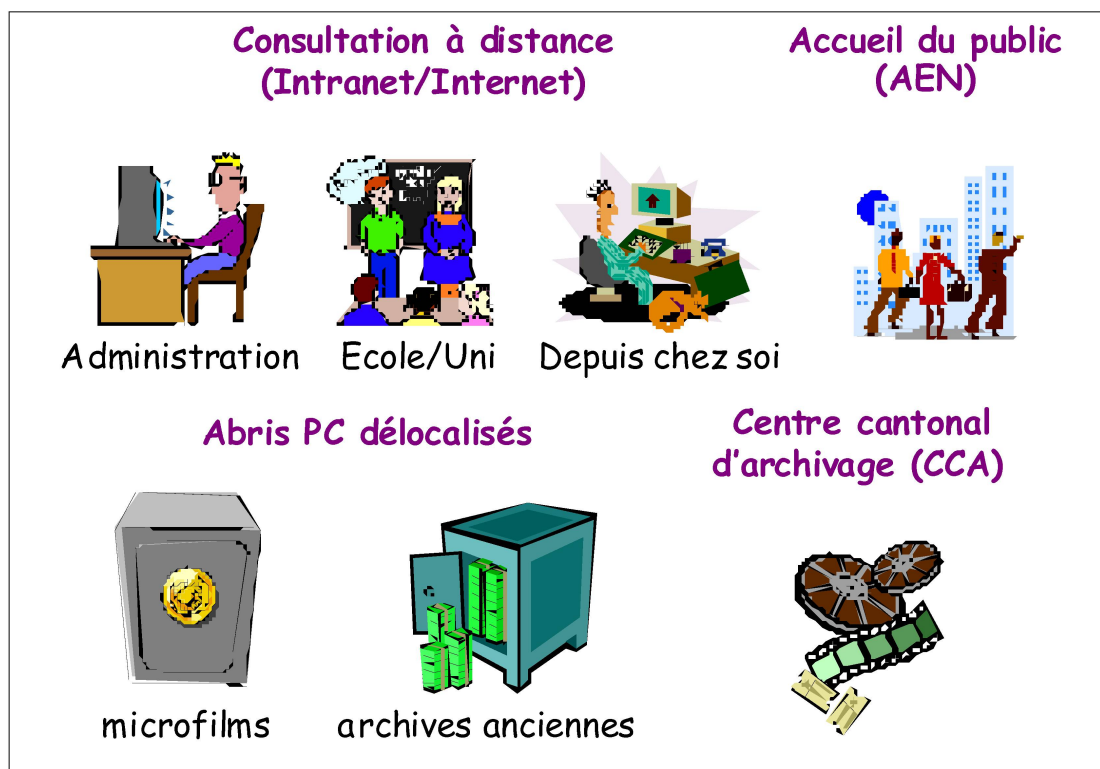 Consultation à distance
(Intranet/Internet)
Accueil du public
(AEN)
Administration
Ecole/Uni
Depuis chez soi
Abris PC délocalisés
Centre cantonal
d'archivage (CCA)
microfilms
archives anciennes